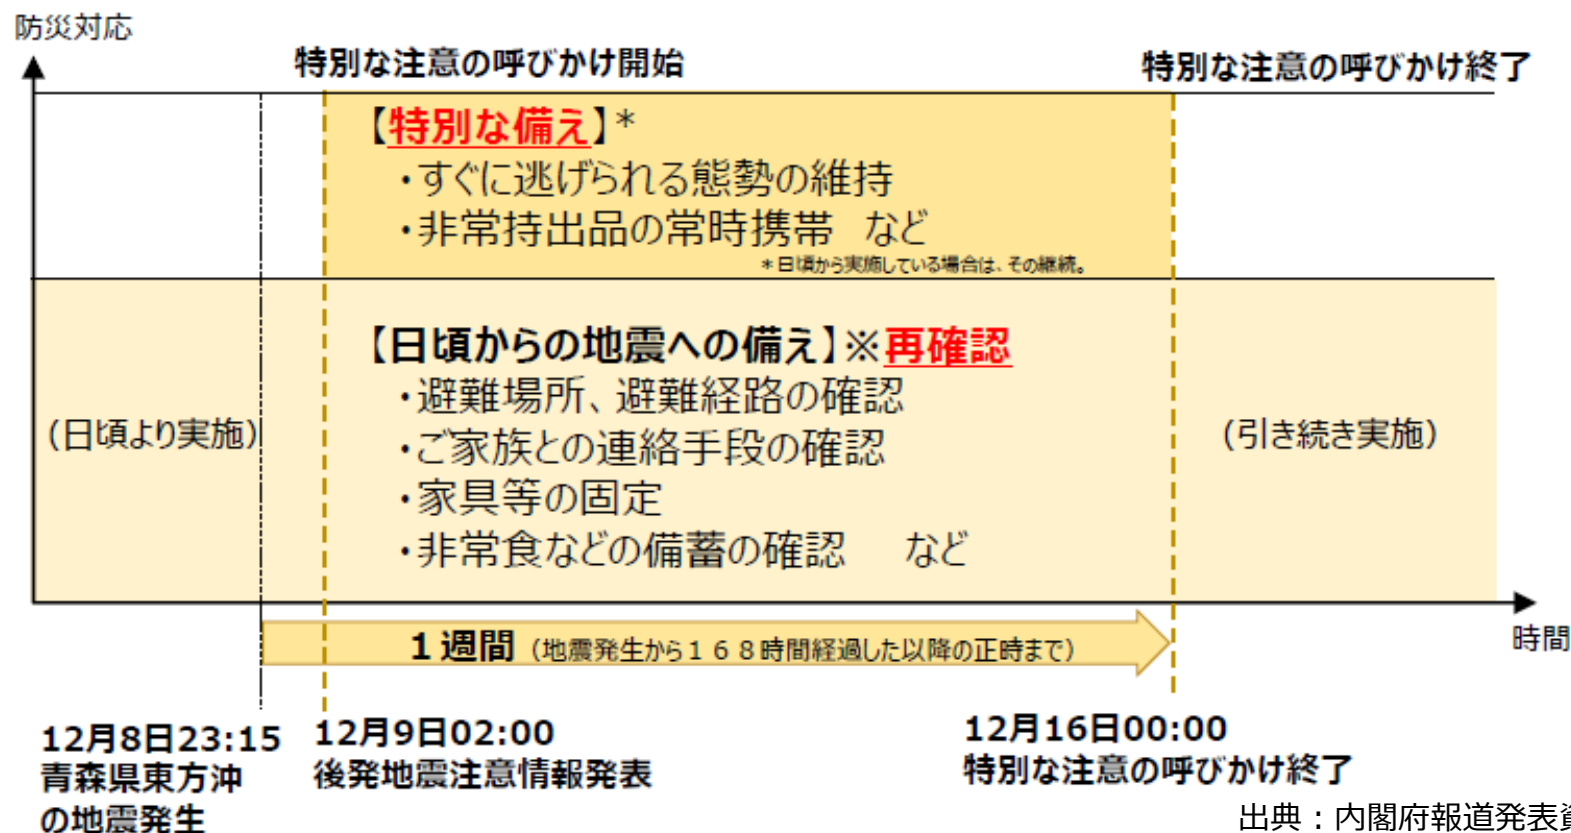 防災対応
特別な注意の呼びかけ開始
特別な注意の呼びかけ終了
【特別な備え】*
・すぐに逃げられる態勢の維持
・非常持出品の常時携帯 など
*日頃から実施している場合は、その継続。
【日頃からの地震への備え】※再確認
・避難場所、避難経路の確認
・ご家族との連絡手段の確認
・家具等の固定
・非常食などの備蓄の確認 など
(日頃より実施)
(引き続き実施)
1週間(地震発生から168時間経過した以降の正時まで)
時間
12月8日23:15
青森県東方沖
の地震発生
12月9日02:00
後発地震注意情報発表
12月16日00:00
特別な注意の呼びかけ終了
出典:内閣府報道発表資